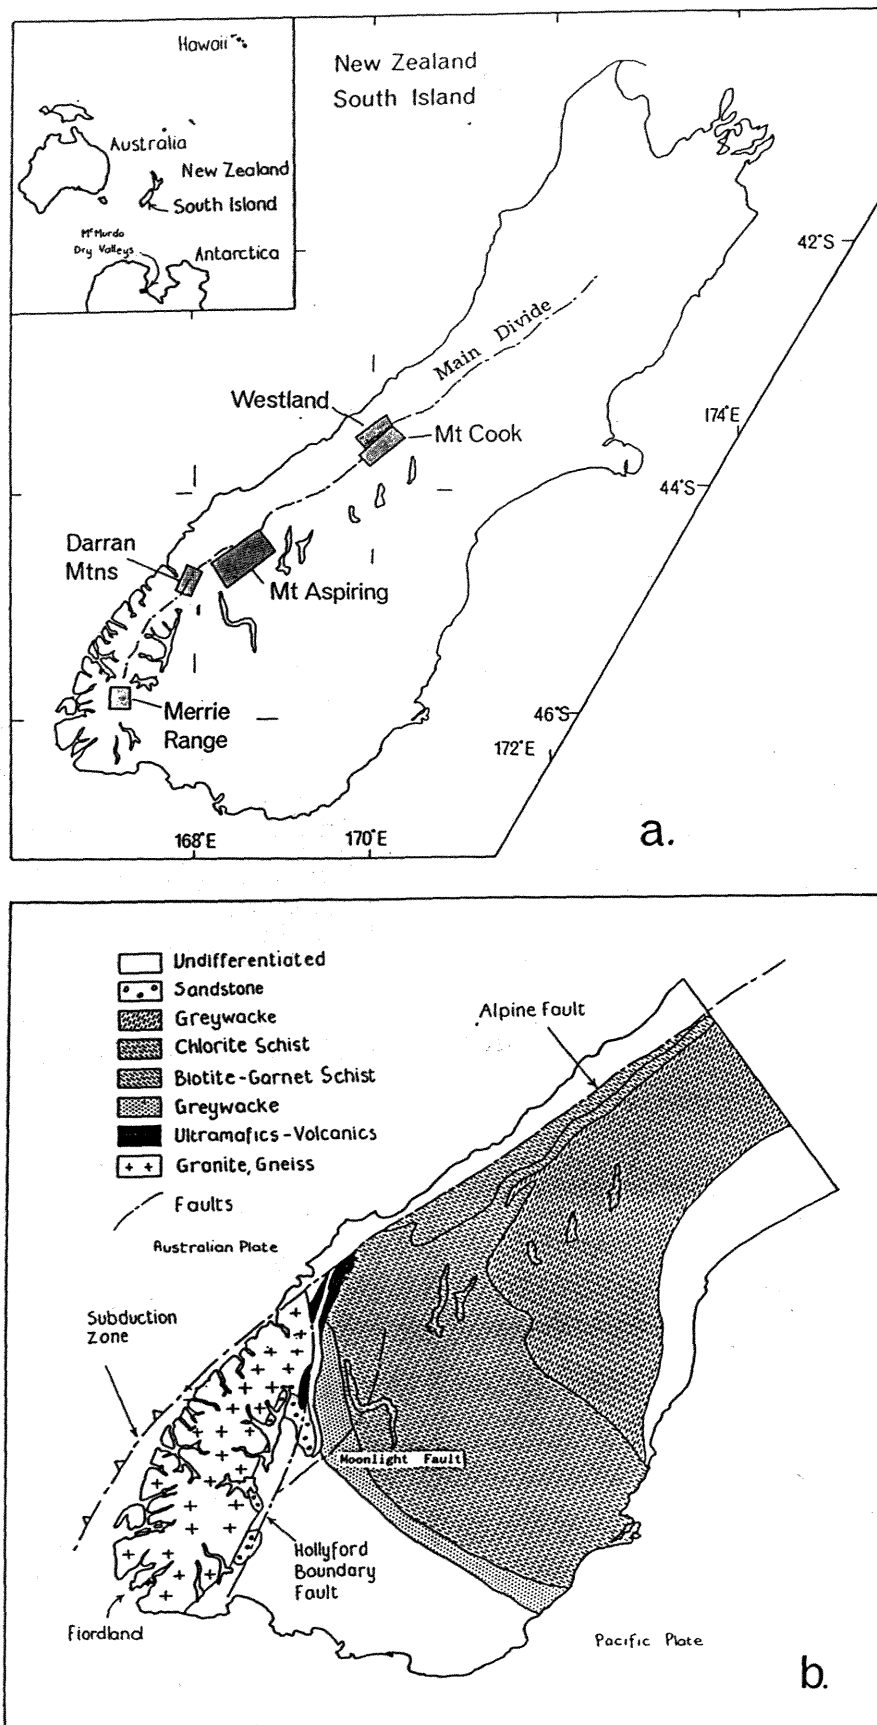 Hawaii
New Zealand
South Island
Australia
New Zealand
South Island
McMurdo
Dry Valleys
Antarctica
42°S
Main Divide
Westland
Mt Cook
174°E
44°S
Darran
Mtns
Mt Aspiring
Merrie
Range
46°S
172°E
168°E
170°E
a.
Undifferentiated
Sandstone
Greywacke
Chlorite Schist
Biotite-Garnet Schist
Greywacke
Ultramafics-Volcanics
Granite, Gneiss
Faults
Alpine Fault
Australian Plate
Subduction
Zone
Moonlight Fault
Hollyford
Boundary
Fault
Fiordland
Pacific Plate
b.